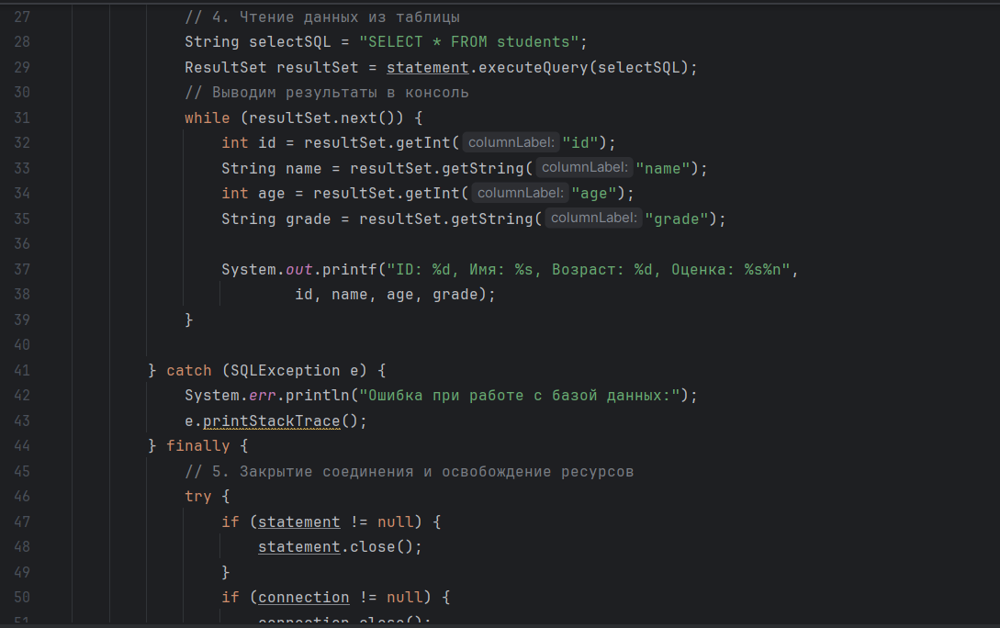 27 // 4. Чтение данных из таблицы
28 String selectSQL = "SELECT * FROM students";
29 ResultSet resultSet = statement.executeQuery(selectSQL);
30 // Выводим результаты в консоль
31 while (resultSet.next()) {
32 int id = resultSet.getInt( columnLabel: "id");
33 String name = resultSet.getString( columnLabel: "name");
34 int age = resultSet.getInt( columnLabel: "age");
35 String grade = resultSet.getString( columnLabel: "grade");
36
37 System.out.printf("ID: %d, Имя: %s, Возраст: %d, Оценка: %s%n",
38 id, name, age, grade);
39 }
40
41 } catch (SQLException e) {
42 System.err.println("Ошибка при работе с базой данных:");
43 e.printStackTrace();
44 } finally {
45 // 5. Закрытие соединения и освобождение ресурсов
46 try {
47 if (statement != null) {
48 statement.close();
49 }
50 if (connection != null) {
51 connection.close();